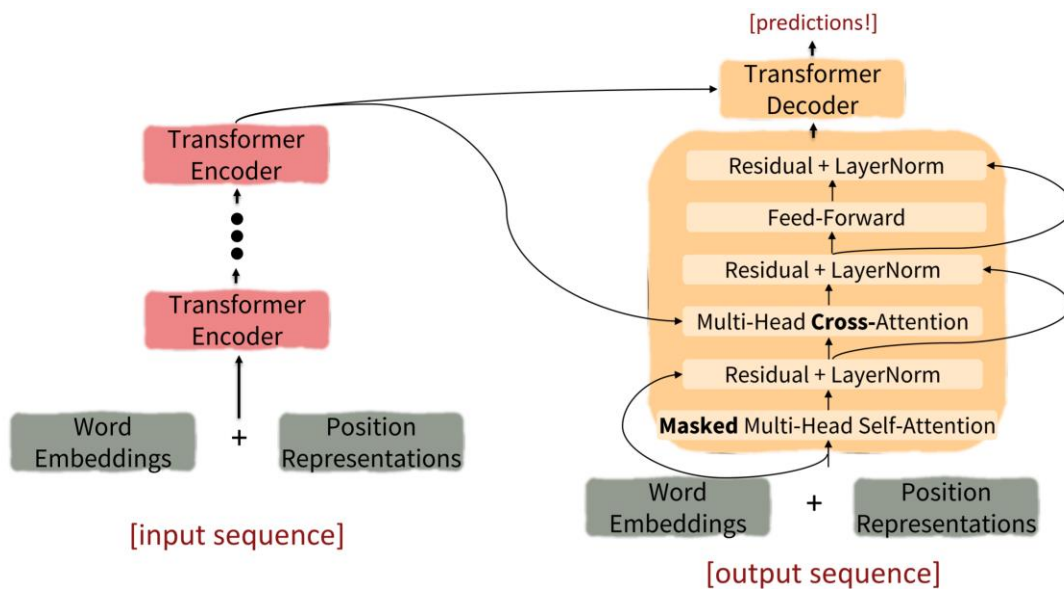 [predictions!]
Transformer
Decoder
Transformer
Encoder
Transformer
Encoder
Word
Embeddings
+
Position
Representations
[input sequence]
Residual + LayerNorm
Feed-Forward
Residual + LayerNorm
Multi-Head Cross-Attention
Residual + LayerNorm
Masked Multi-Head Self-Attention
Word
Embeddings
+
Position
Representations
[output sequence]